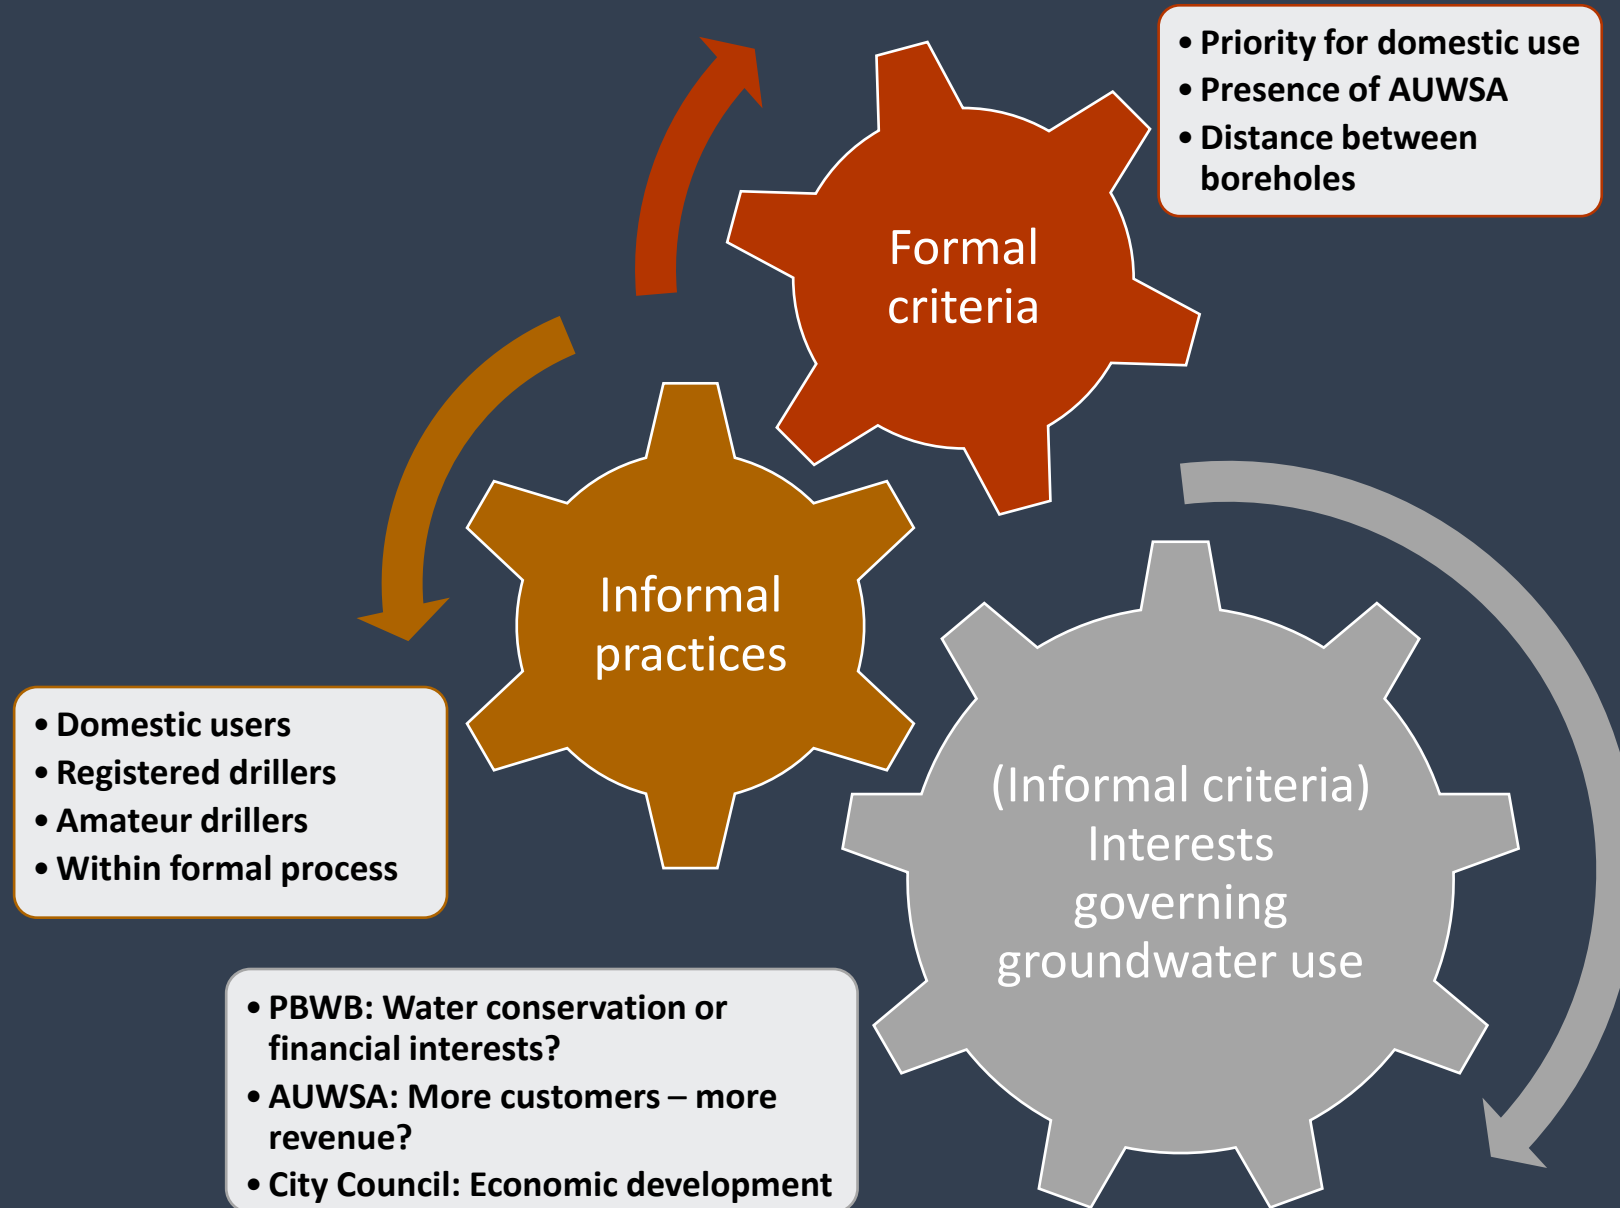 • Priority for domestic use
• Presence of AUWSA
• Distance between
boreholes
Formal
criteria
Informal
practices
• Domestic users
• Registered drillers
• Amateur drillers
• Within formal process
(Informal criteria)
Interests
governing
groundwater use
• PBWB: Water conservation or
financial interests?
• AUWSA: More customers – more
revenue?
• City Council: Economic development